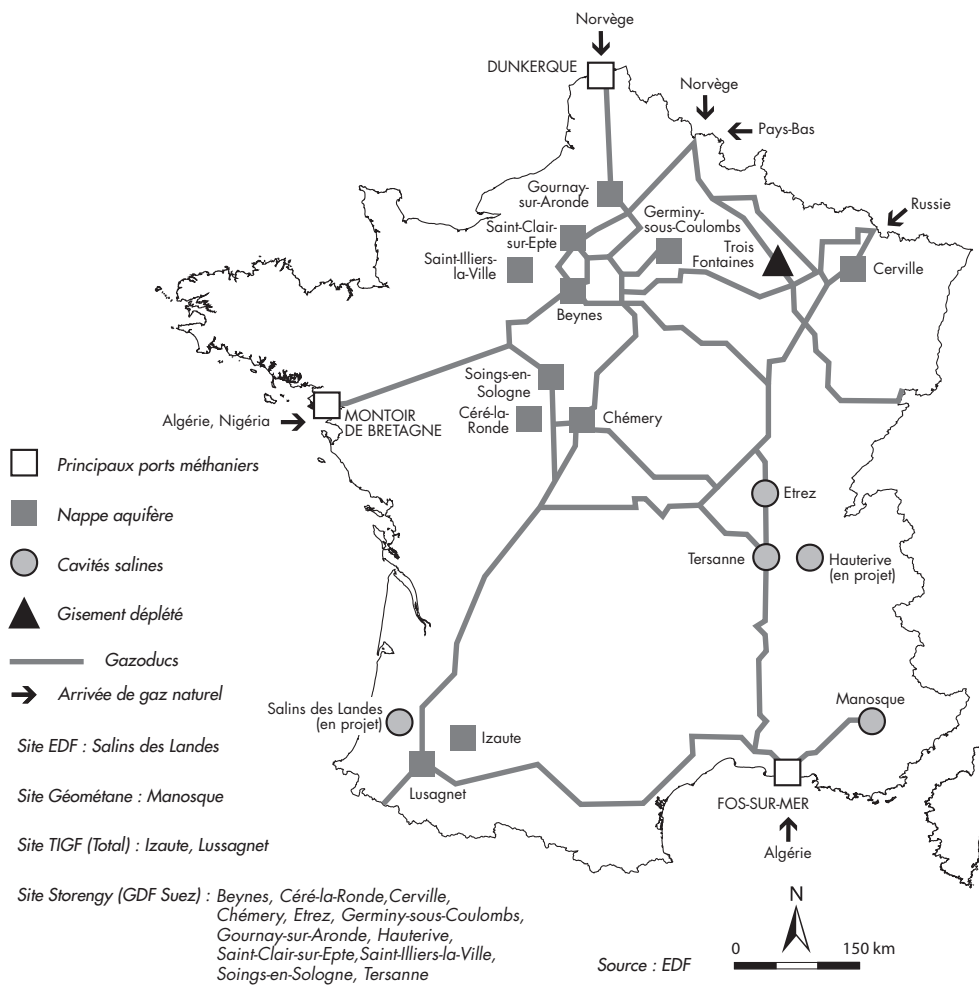 Norvège
DUNKERQUE
Norvège
Pays-Bas
Gournay-
sur-Aronde
Germiny-
sous-Coulombs
Russie
Saint-Clair-
sur-Epte
Trois
Fontaines
Saint-Illiers-
la-Ville
Cerville
Beynes
Soings-en-
Sologne
Algérie, Nigéria
MONTOIR
DE BRETAGNE
Céré-la-
Ronde
Chémery
Principaux ports méthaniers
Nappe aquifère
Etrez
Cavités salines
Tersanne
Hauterive
(en projet)
Gisement déplété
Gazoducs
Arrivée de gaz naturel
Salins des Landes
(en projet)
Manosque
Izaute
Site EDF : Salins des Landes
Lusagnet
Site Géométane : Manosque
FOS-SUR-MER
Site TIGF (Total) : Izaute, Lussagnet
Algérie
Site Storengy (GDF Suez) : Beynes, Céré-la-Ronde,Cerville,
Chémery, Etrez, Germiny-sous-Coulombs,
Gournay-sur-Aronde, Hauterive,
Saint-Clair-sur-Epte,Saint-Illiers-la-Ville,
Soings-en-Sologne, Tersanne
N
0 150 km
Source : EDF